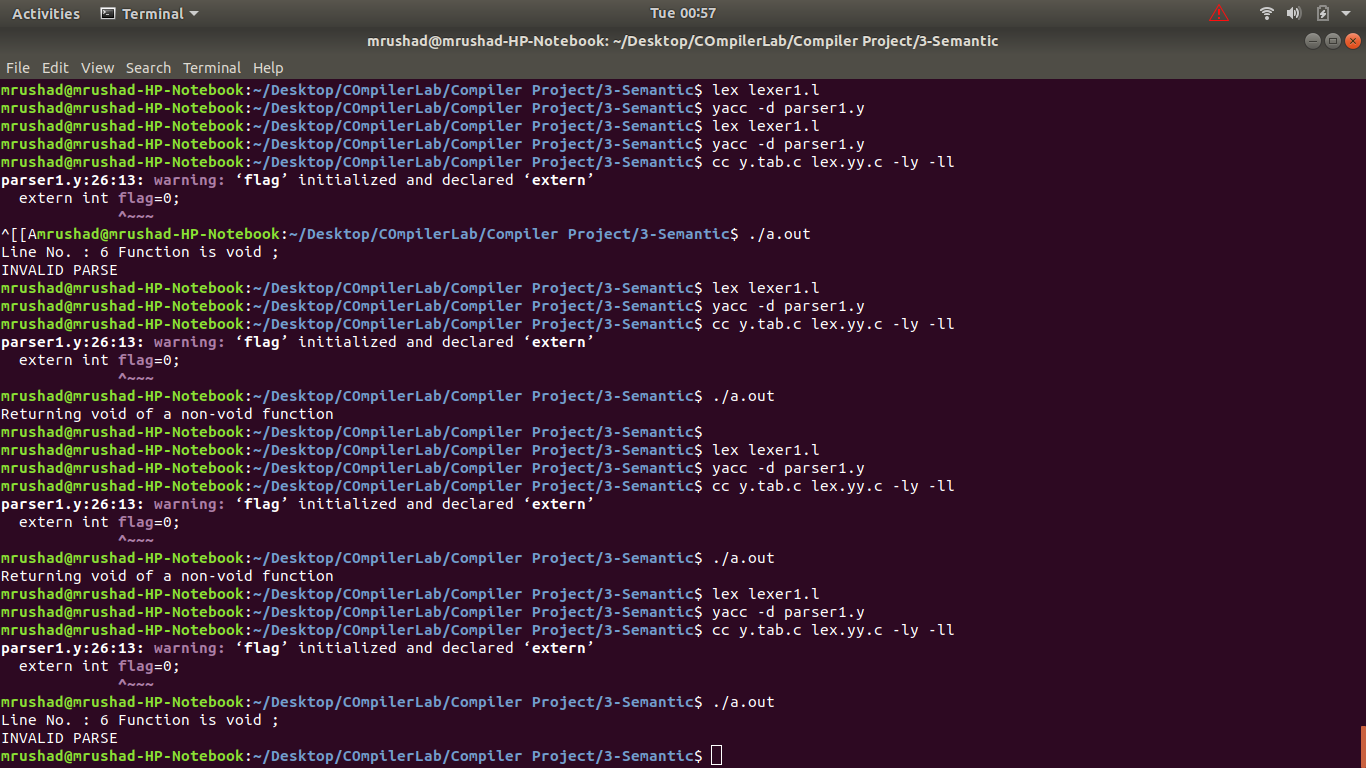 Activities Terminal Tue 00:57
mrushad@mrushad-HP-Notebook: ~/Desktop/COmpilerLab/Compiler Project/3-Semantic
File Edit View Search Terminal Help
mrushad@mrushad-HP-Notebook:~/Desktop/COmpilerLab/Compiler Project/3-Semantic$ lex lexer1.l
mrushad@mrushad-HP-Notebook:~/Desktop/COmpilerLab/Compiler Project/3-Semantic$ yacc -d parser1.y
mrushad@mrushad-HP-Notebook:~/Desktop/COmpilerLab/Compiler Project/3-Semantic$ lex lexer1.l
mrushad@mrushad-HP-Notebook:~/Desktop/COmpilerLab/Compiler Project/3-Semantic$ yacc -d parser1.y
mrushad@mrushad-HP-Notebook:~/Desktop/COmpilerLab/Compiler Project/3-Semantic$ cc y.tab.c lex.yy.c -ly -ll
parser1.y:26:13: warning: ‘flag’ initialized and declared ‘extern’
extern int flag=0;
^~~~
^[[Amrushad@mrushad-HP-Notebook:~/Desktop/COmpilerLab/Compiler Project/3-Semantic$ ./a.out
Line No. : 6 Function is void ;
INVALID PARSE
mrushad@mrushad-HP-Notebook:~/Desktop/COmpilerLab/Compiler Project/3-Semantic$ lex lexer1.l
mrushad@mrushad-HP-Notebook:~/Desktop/COmpilerLab/Compiler Project/3-Semantic$ yacc -d parser1.y
mrushad@mrushad-HP-Notebook:~/Desktop/COmpilerLab/Compiler Project/3-Semantic$ cc y.tab.c lex.yy.c -ly -ll
parser1.y:26:13: warning: ‘flag’ initialized and declared ‘extern’
extern int flag=0;
^~~~
mrushad@mrushad-HP-Notebook:~/Desktop/COmpilerLab/Compiler Project/3-Semantic$ ./a.out
Returning void of a non-void function
mrushad@mrushad-HP-Notebook:~/Desktop/COmpilerLab/Compiler Project/3-Semantic$
mrushad@mrushad-HP-Notebook:~/Desktop/COmpilerLab/Compiler Project/3-Semantic$ lex lexer1.l
mrushad@mrushad-HP-Notebook:~/Desktop/COmpilerLab/Compiler Project/3-Semantic$ yacc -d parser1.y
mrushad@mrushad-HP-Notebook:~/Desktop/COmpilerLab/Compiler Project/3-Semantic$ cc y.tab.c lex.yy.c -ly -ll
parser1.y:26:13: warning: ‘flag’ initialized and declared ‘extern’
extern int flag=0;
^~~~
mrushad@mrushad-HP-Notebook:~/Desktop/COmpilerLab/Compiler Project/3-Semantic$ ./a.out
Returning void of a non-void function
mrushad@mrushad-HP-Notebook:~/Desktop/COmpilerLab/Compiler Project/3-Semantic$ lex lexer1.l
mrushad@mrushad-HP-Notebook:~/Desktop/COmpilerLab/Compiler Project/3-Semantic$ yacc -d parser1.y
mrushad@mrushad-HP-Notebook:~/Desktop/COmpilerLab/Compiler Project/3-Semantic$ cc y.tab.c lex.yy.c -ly -ll
parser1.y:26:13: warning: ‘flag’ initialized and declared ‘extern’
extern int flag=0;
^~~~
mrushad@mrushad-HP-Notebook:~/Desktop/COmpilerLab/Compiler Project/3-Semantic$ ./a.out
Line No. : 6 Function is void ;
INVALID PARSE
mrushad@mrushad-HP-Notebook:~/Desktop/COmpilerLab/Compiler Project/3-Semantic$